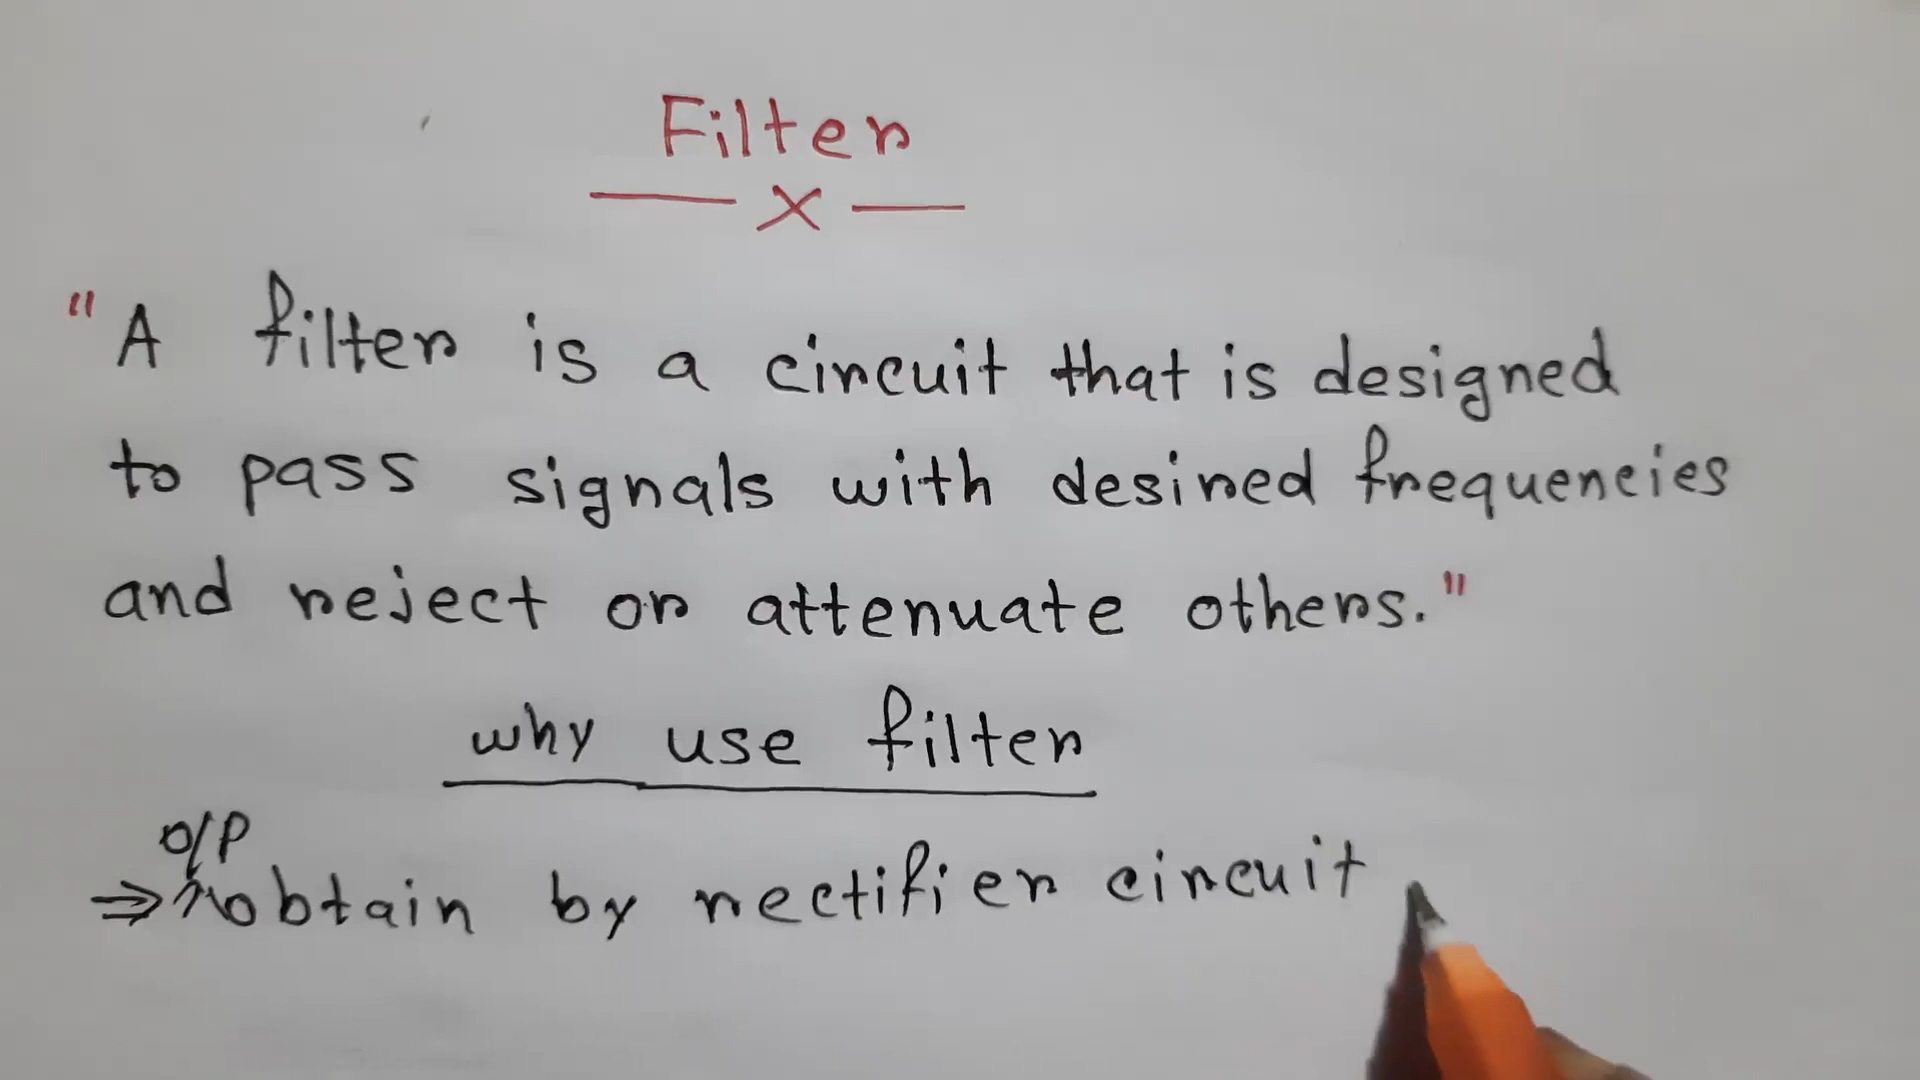 Filter
— x —
"A filter is a circuit that is designed
to pass signals with desired frequencies
and reject or attenuate others."
why use filter
o/p
⇒ obtain by rectifier circuit